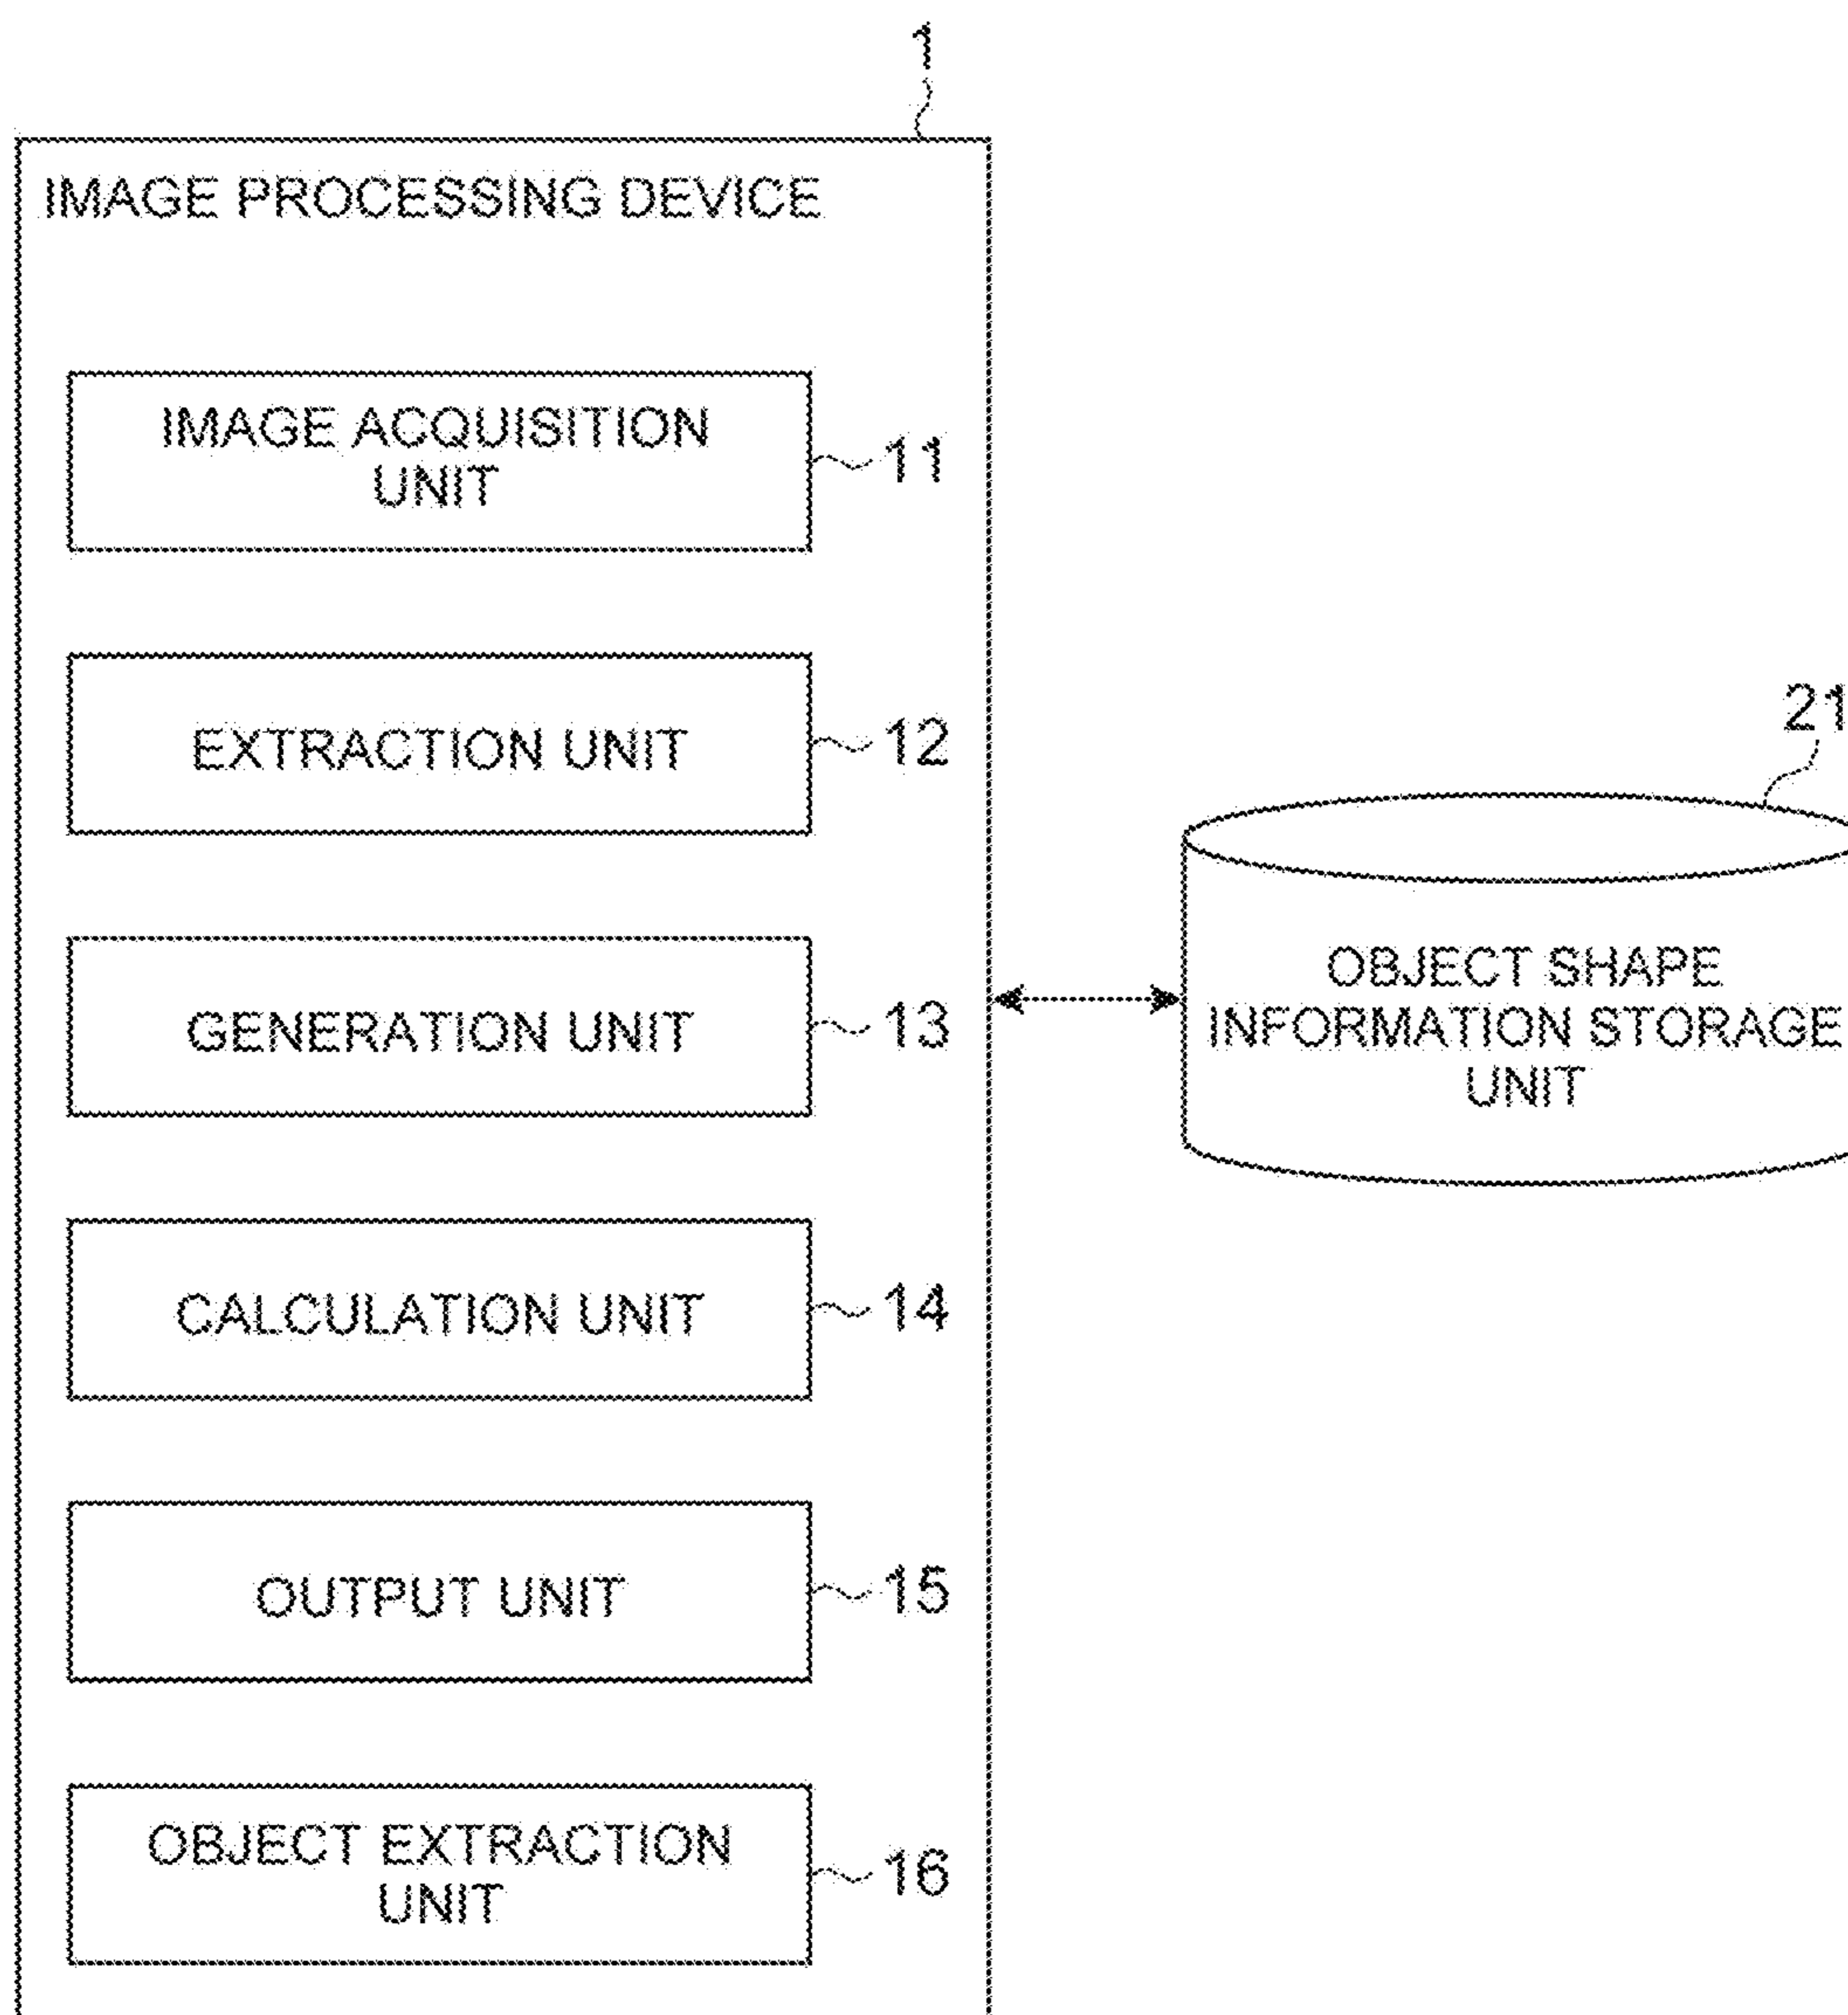 1
IMAGE PROCESSING DEVICE
IMAGE ACQUISITION
UNIT
11
EXTRACTION UNIT
12
GENERATION UNIT
13
CALCULATION UNIT
14
OUTPUT UNIT
15
OBJECT EXTRACTION
UNIT
16
21
OBJECT SHAPE
INFORMATION STORAGE
UNIT